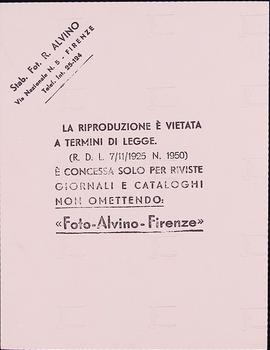 Stab. Fot. R. ALVINO
Via Nazionale N. 5 - FIRENZE
Telef. Int. 25-124
LA RIPRODUZIONE È VIETATA
A TERMINI DI LEGGE.
(R. D. L. 7/11/1925 N. 1950)
È CONCESSA SOLO PER RIVISTE
GIORNALI E CATALOGHI
NON OMETTENDO:
«Foto-Alvino-Firenze»